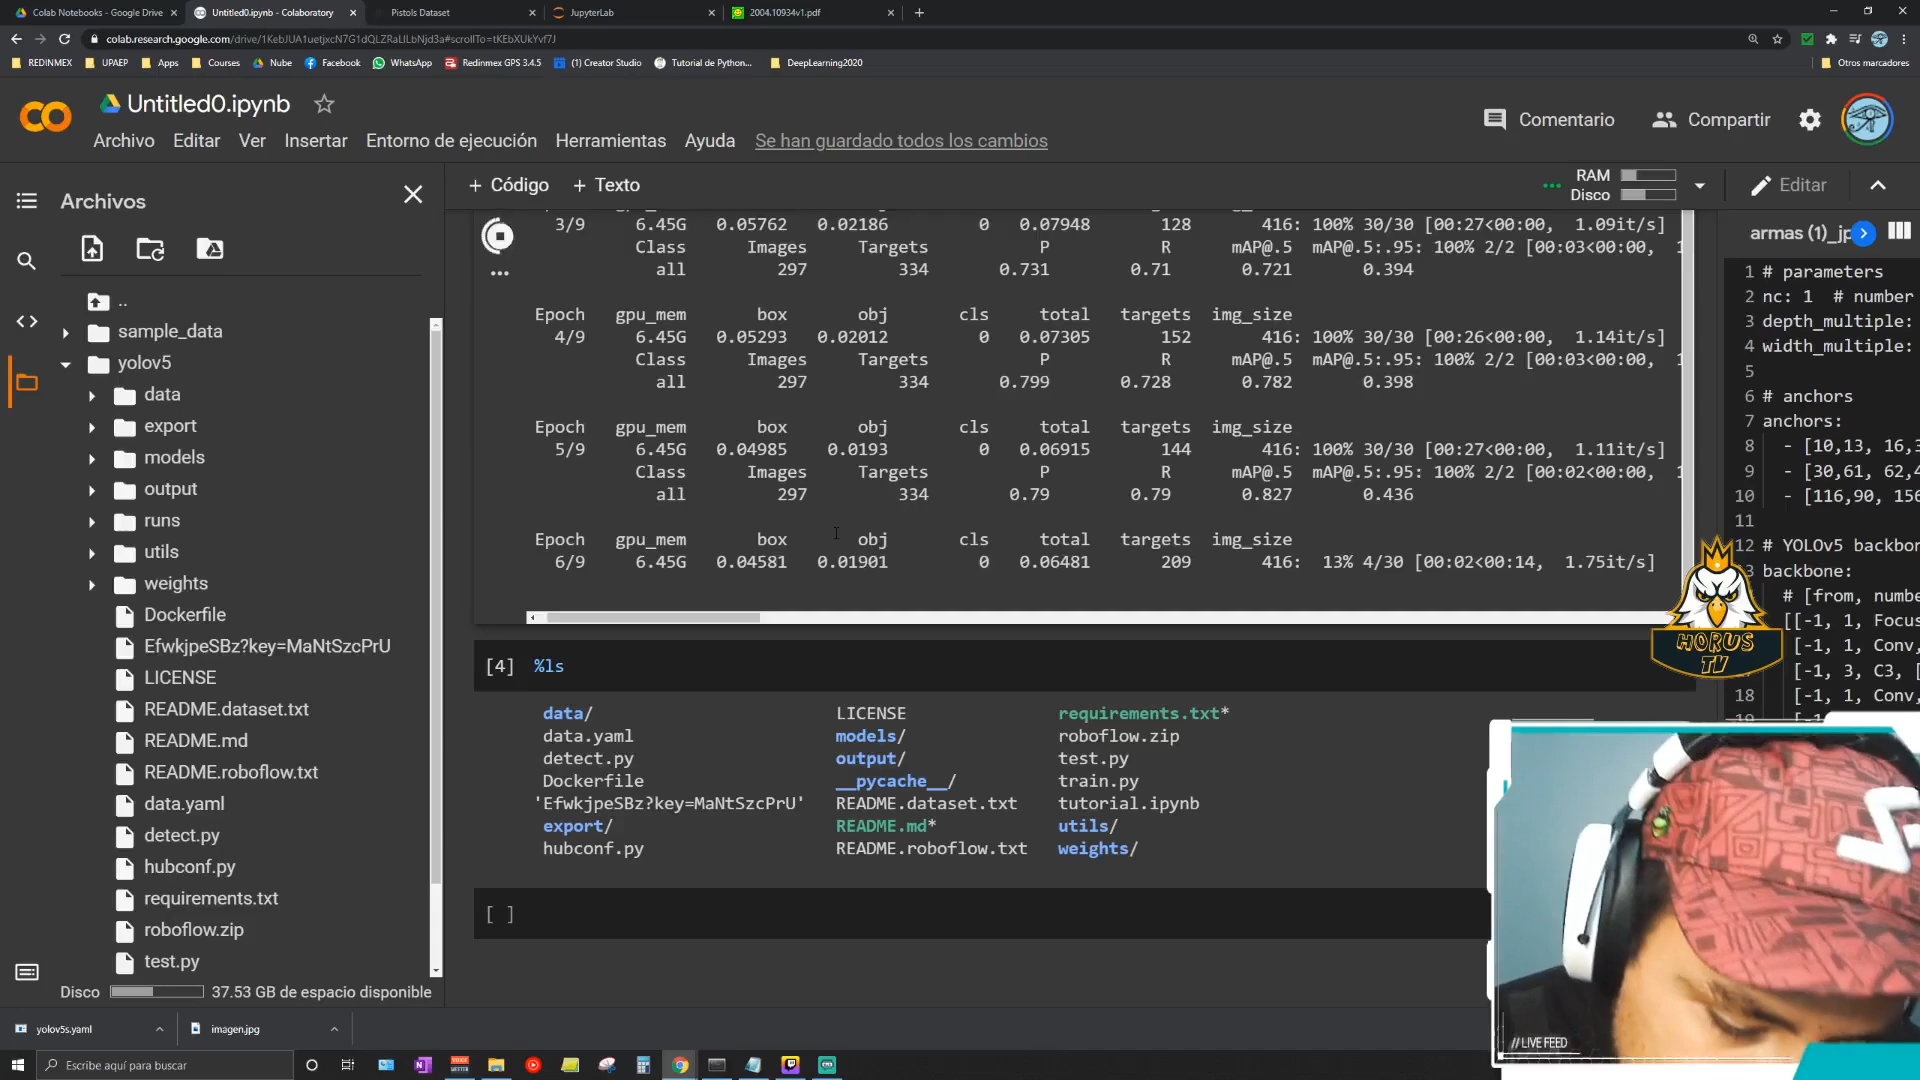 Colab Notebooks - Google Drive
Untitled0.ipynb - Colaboratory
Pistols Dataset
JupyterLab
2004.10934v1.pdf
colab.research.google.com/drive/1KebJUA1uetjxcN7G1dQLZRaLILbNjd3a#scrollTo=tKEbXUkYvf7J
REDINMEX
UPAEP
Apps
Courses
Nube
Facebook
WhatsApp
Redinmex GPS 3.4.5
(1) Creator Studio
Tutorial de Python...
DeepLearning2020
Otros marcadores
Untitled0.ipynb
Comentario
Compartir
Archivo Editar Ver Insertar Entorno de ejecución Herramientas Ayuda Se han guardado todos los cambios
Archivos
+ Código + Texto
RAM
Disco
Editar
..
sample_data
yolov5
data
export
models
output
runs
utils
weights
Dockerfile
EfwkjpeSBz?key=MaNtSzcPrU
LICENSE
README.dataset.txt
README.md
README.roboflow.txt
data.yaml
detect.py
hubconf.py
requirements.txt
roboflow.zip
test.py
Disco 37.53 GB de espacio disponible
3/9 6.45G 0.05762 0.02186 0 0.07948 128 416: 100% 30/30 [00:27<00:00, 1.09it/s]
Class Images Targets P R mAP@.5 mAP@.5:.95: 100% 2/2 [00:03<00:00,
all 297 334 0.731 0.71 0.721 0.394
Epoch gpu_mem box obj cls total targets img_size
4/9 6.45G 0.05293 0.02012 0 0.07305 152 416: 100% 30/30 [00:26<00:00, 1.14it/s]
Class Images Targets P R mAP@.5 mAP@.5:.95: 100% 2/2 [00:03<00:00,
all 297 334 0.799 0.728 0.782 0.398
Epoch gpu_mem box obj cls total targets img_size
5/9 6.45G 0.04985 0.0193 0 0.06915 144 416: 100% 30/30 [00:27<00:00, 1.11it/s]
Class Images Targets P R mAP@.5 mAP@.5:.95: 100% 2/2 [00:02<00:00,
all 297 334 0.79 0.79 0.827 0.436
Epoch gpu_mem box obj cls total targets img_size
6/9 6.45G 0.04581 0.01901 0 0.06481 209 416: 13% 4/30 [00:02<00:14, 1.75it/s]
[4] %ls
data/ LICENSE requirements.txt*
data.yaml models/ roboflow.zip
detect.py output/ test.py
Dockerfile __pycache__/ train.py
'EfwkjpeSBz?key=MaNtSzcPrU' README.dataset.txt tutorial.ipynb
export/ README.md* utils/
hubconf.py README.roboflow.txt weights/
[ ]
armas (1)_jp
1 # parameters
2 nc: 1 # number
3 depth_multiple:
4 width_multiple:
5
6 # anchors
7 anchors:
8 - [10,13, 16,3
9 - [30,61, 62,4
10 - [116,90, 156
11
12 # YOLOv5 backbon
13 backbone:
# [from, numbe
[[-1, 1, Focus
[-1, 1, Conv,
[-1, 3, C3, [
18 [-1, 1, Conv,
HORUS
TV
// LIVE FEED
yolov5s.yaml
imagen.jpg
Escribe aquí para buscar